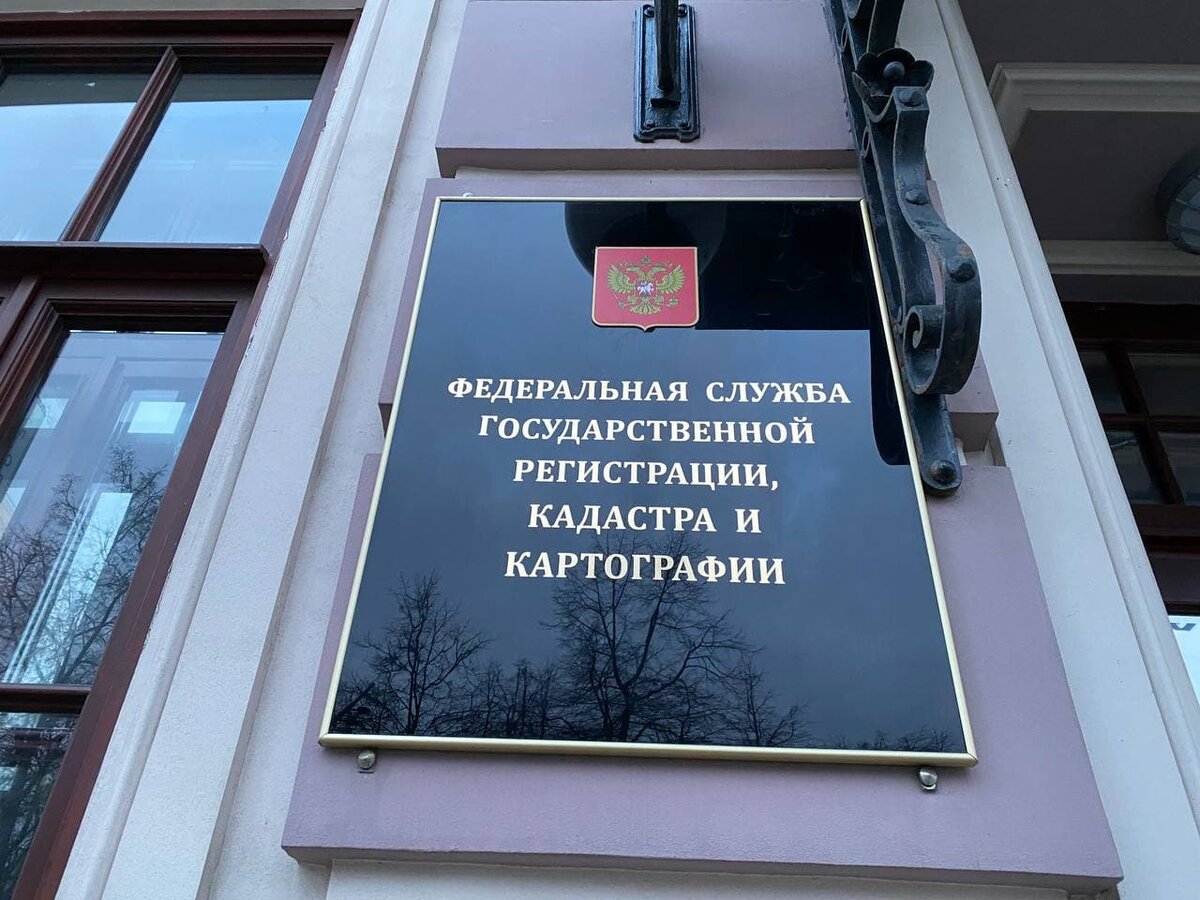 ФЕДЕРАЛЬНАЯ СЛУЖБА
ГОСУДАРСТВЕННОЙ
РЕГИСТРАЦИИ,
КАДАСТРА И
КАРТОГРАФИИ